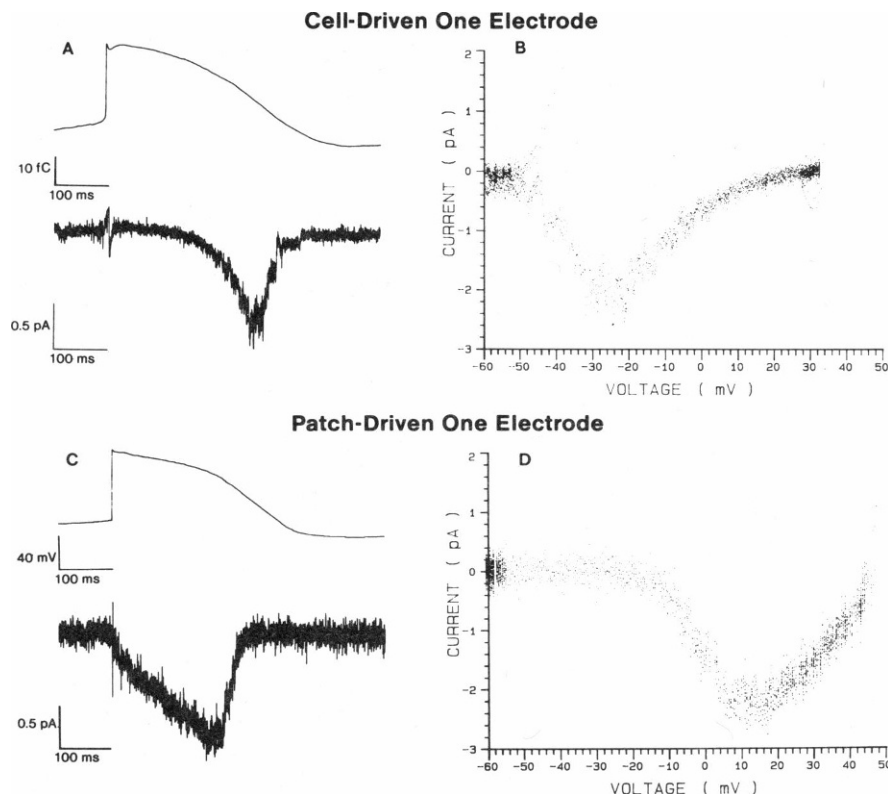 Cell-Driven One Electrode
A
10 fC
100 ms
0.5 pA
100 ms
B
2
1
0
-1
-2
-3
CURRENT ( pA )
-60 -50 -40 -30 -20 -10 0 10 20 30 40 50
VOLTAGE ( mV )
Patch-Driven One Electrode
C
40 mV
100 ms
0.5 pA
100 ms
D
2
1
0
-1
-2
-3
CURRENT ( pA )
-60 -50 -40 -30 -20 -10 0 10 20 30 40 50
VOLTAGE ( mV )